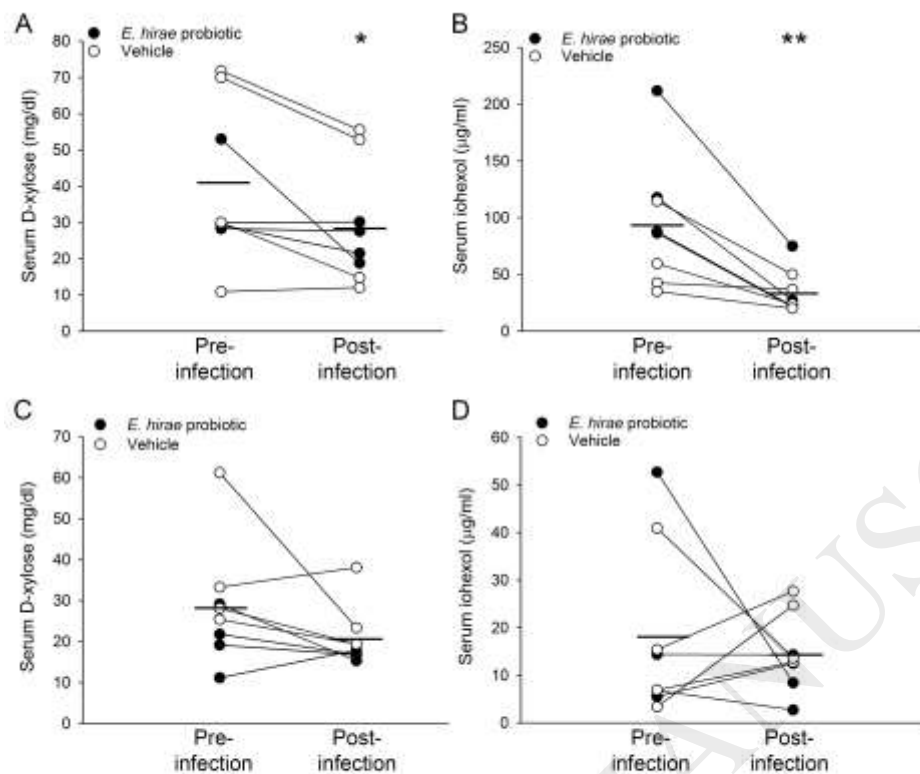 A
E. hirae probiotic
Vehicle
*
Serum D-xylose (mg/dl)
80
70
60
50
40
30
20
10
0
Pre-
infection
Post-
infection
B
E. hirae probiotic
Vehicle
**
Serum iohexol (µg/ml)
250
200
150
100
50
0
Pre-
infection
Post-
infection
C
E. hirae probiotic
Vehicle
Serum D-xylose (mg/dl)
70
60
50
40
30
20
10
0
Pre-
infection
Post-
infection
D
E. hirae probiotic
Vehicle
Serum iohexol (µg/ml)
60
50
40
30
20
10
0
Pre-
infection
Post-
infection
ANUS